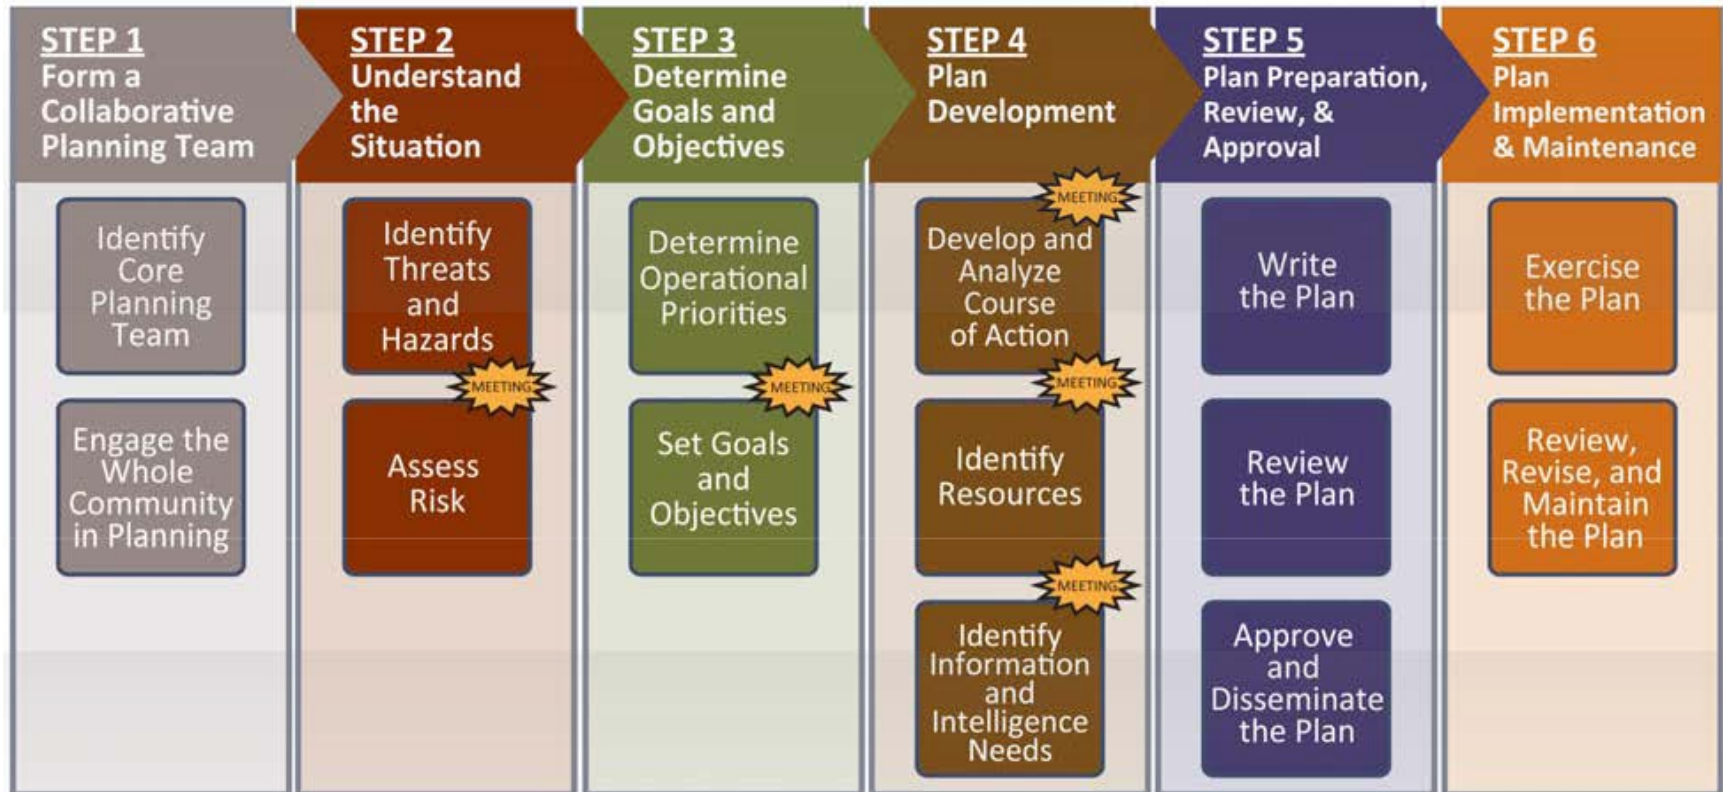 STEP 1
Form a
Collaborative
Planning Team
Identify
Core
Planning
Team
Engage the
Whole
Community
in Planning
STEP 2
Understand
the
Situation
Identify
Threats
and
Hazards
MEETING
Assess
Risk
STEP 3
Determine
Goals and
Objectives
Determine
Operational
Priorities
MEETING
Set Goals
and
Objectives
STEP 4
Plan
Development
MEETING
Develop and
Analyze
Course
of Action
MEETING
Identify
Resources
MEETING
Identify
Information
and
Intelligence
Needs
STEP 5
Plan Preparation,
Review, &
Approval
Write
the Plan
Review
the Plan
Approve
and
Disseminate
the Plan
STEP 6
Plan
Implementation
& Maintenance
Exercise
the Plan
Review,
Revise, and
Maintain
the Plan